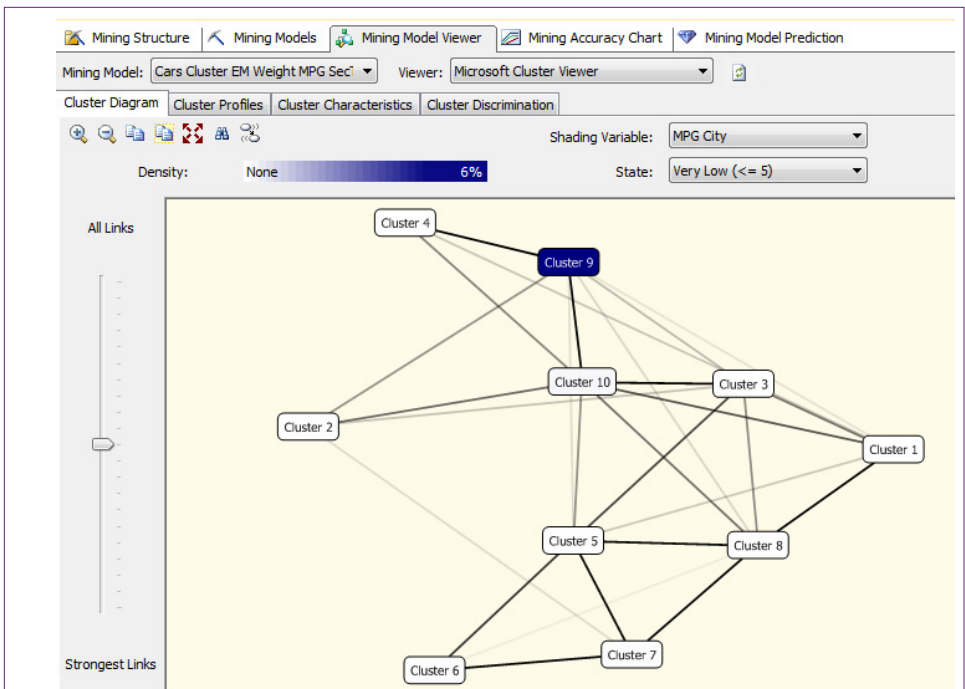 Mining Structure Mining Models Mining Model Viewer Mining Accuracy Chart Mining Model Prediction
Mining Model: Cars Cluster EM Weight MPG Sec Viewer: Microsoft Cluster Viewer
Cluster Diagram Cluster Profiles Cluster Characteristics Cluster Discrimination
Shading Variable: MPG City
Density: None 6% State: Very Low (<= 5)
All Links
Cluster 4
Cluster 9
Cluster 10
Cluster 3
Cluster 2
Cluster 1
Cluster 5
Cluster 8
Cluster 7
Strongest Links
Cluster 6